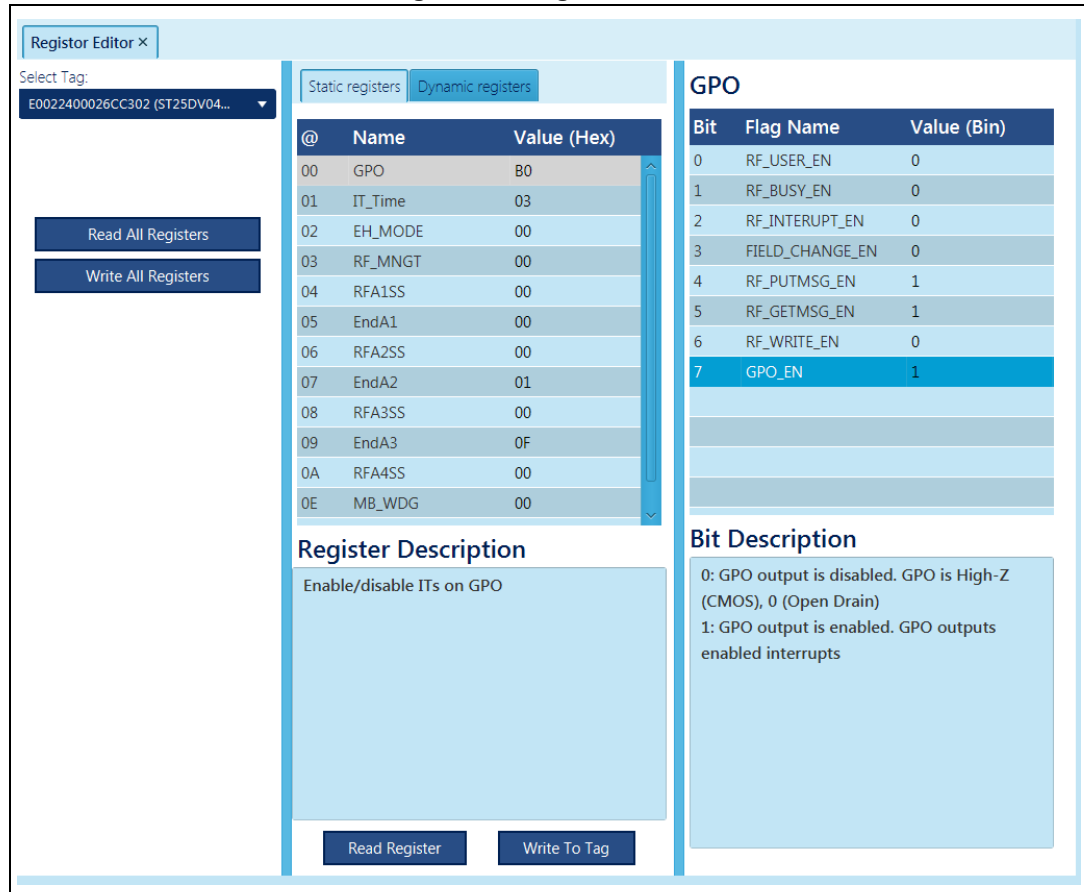 Registor Editor ×
Select Tag:
E0022400026CC302 (ST25DV04...
Read All Registers
Write All Registers
Static registers Dynamic registers
@ Name Value (Hex)
00 GPO B0
01 IT_Time 03
02 EH_MODE 00
03 RF_MNGT 00
04 RFA1SS 00
05 EndA1 00
06 RFA2SS 00
07 EndA2 01
08 RFA3SS 00
09 EndA3 0F
0A RFA4SS 00
0E MB_WDG 00
Register Description
Enable/disable ITs on GPO
Read Register Write To Tag
GPO
Bit Flag Name Value (Bin)
0 RF_USER_EN 0
1 RF_BUSY_EN 0
2 RF_INTERUPT_EN 0
3 FIELD_CHANGE_EN 0
4 RF_PUTMSG_EN 1
5 RF_GETMSG_EN 1
6 RF_WRITE_EN 0
7 GPO_EN 1
Bit Description
0: GPO output is disabled. GPO is High-Z
(CMOS), 0 (Open Drain)
1: GPO output is enabled. GPO outputs
enabled interrupts